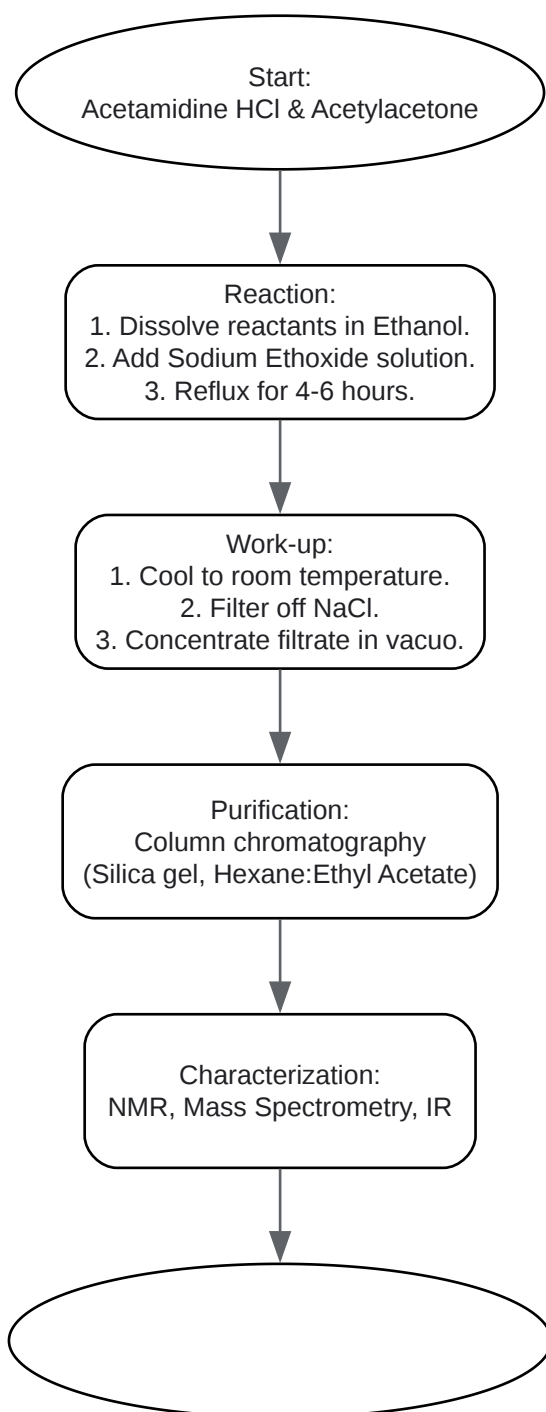 Start:
Acetamidine HCl & Acetylacetone
Reaction:
1. Dissolve reactants in Ethanol.
2. Add Sodium Ethoxide solution.
3. Reflux for 4-6 hours.
Work-up:
1. Cool to room temperature.
2. Filter off NaCl.
3. Concentrate filtrate in vacuo.
Purification:
Column chromatography
(Silica gel, Hexane:Ethyl Acetate)
Characterization:
NMR, Mass Spectrometry, IR